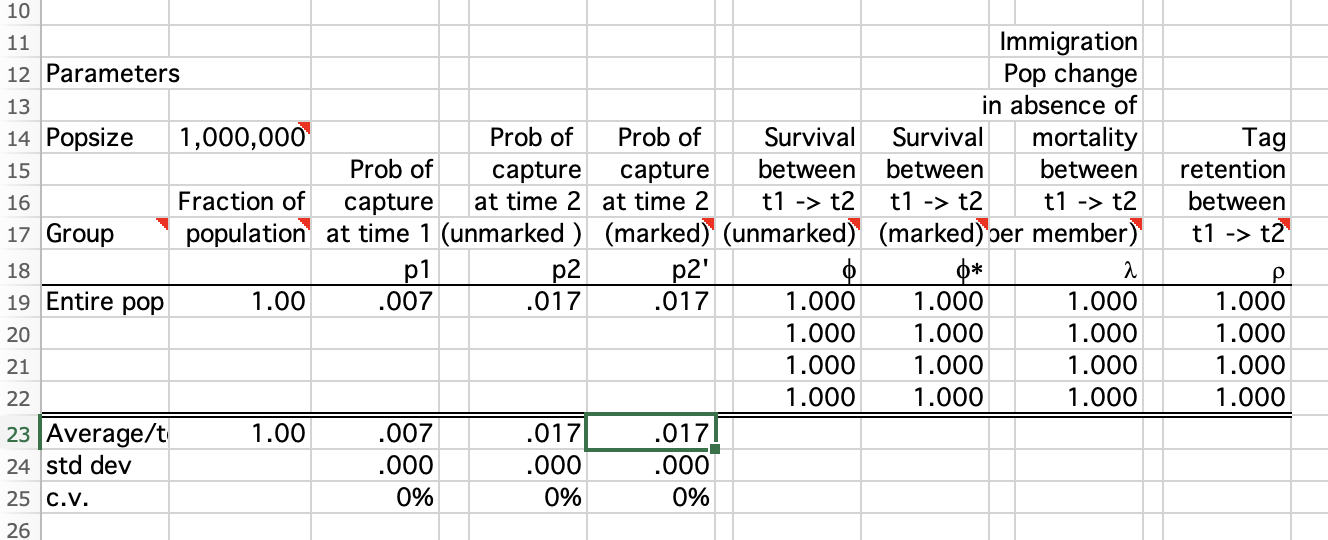 10
11 Immigration
12 Parameters Pop change
13 in absence of
14 Popsize 1,000,000 Prob of Prob of Survival Survival mortality Tag
15 Prob of capture capture between between between retention
16 Fraction of capture at time 2 at time 2 t1 -> t2 t1 -> t2 t1 -> t2 between
17 Group population at time 1 (unmarked ) (marked) (unmarked) (marked) per member) t1 -> t2
18 p1 p2 p2' ϕ ϕ* λ ρ
19 Entire pop 1.00 .007 .017 .017 1.000 1.000 1.000 1.000
20 1.000 1.000 1.000 1.000
21 1.000 1.000 1.000 1.000
22 1.000 1.000 1.000 1.000
23 Average/t 1.00 .007 .017 .017
24 std dev .000 .000 .000
25 c.v. 0% 0% 0%
26